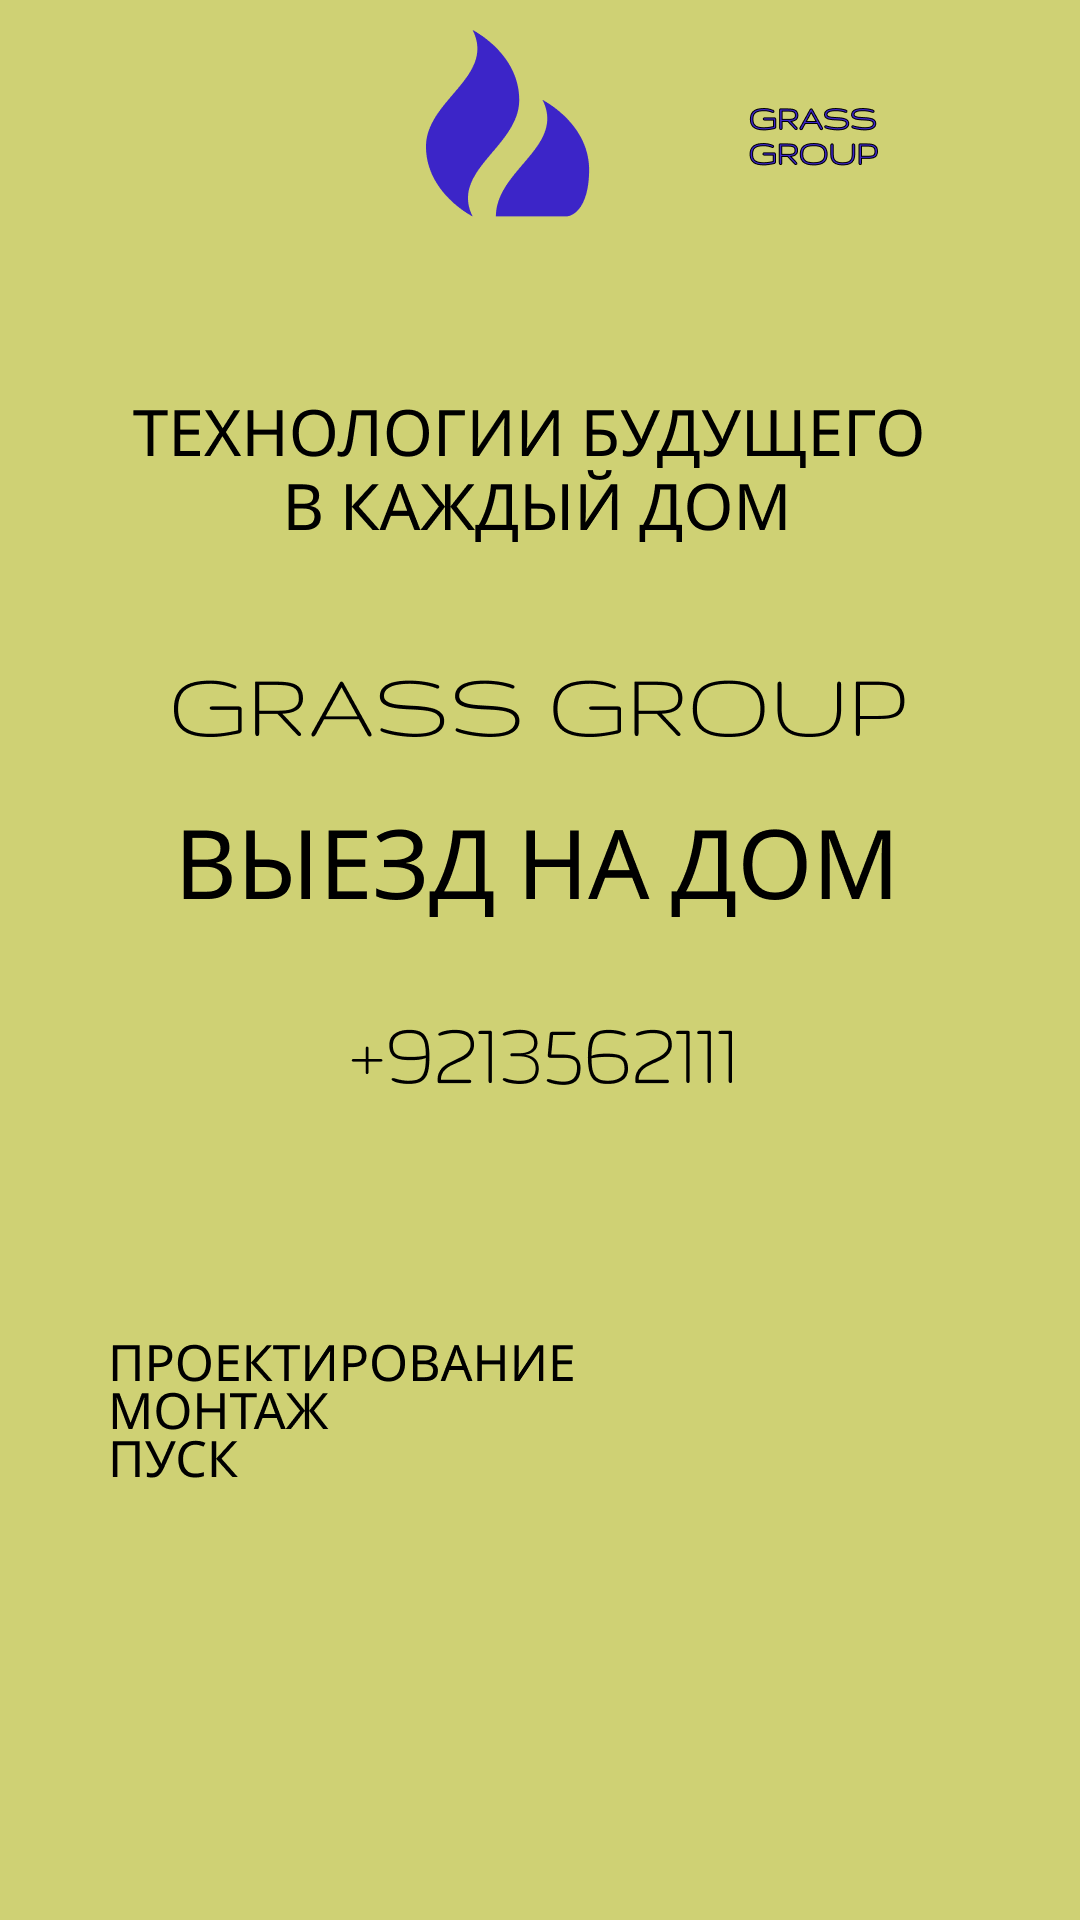 GRASS
GROUP
ТЕХНОЛОГИИ БУДУЩЕГО
В КАЖДЫЙ ДОМ
GRASS GROUP
ВЫЕЗД НА ДОМ
+9213562111
ПРОЕКТИРОВАНИЕ
МОНТАЖ
ПУСК